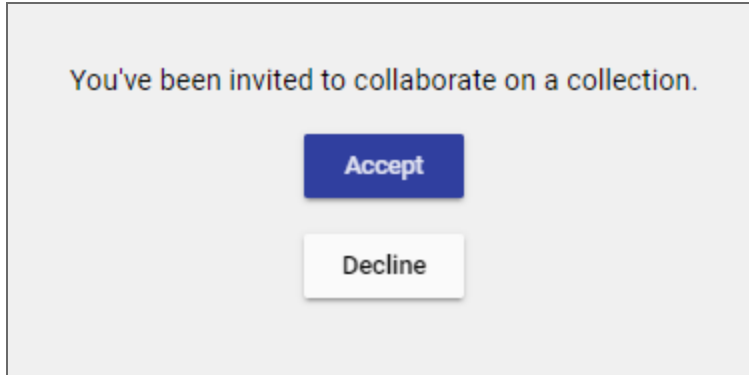 You've been invited to collaborate on a collection.
Accept
Decline